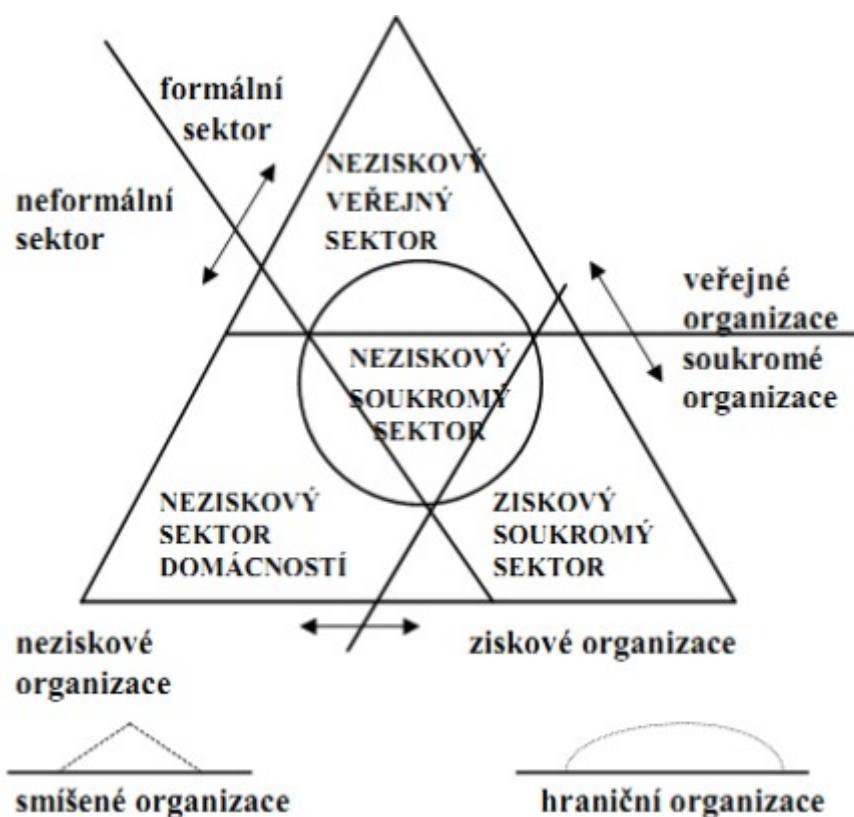 formální
sektor
NEZISKOVÝ
VEŘEJNÝ
SEKTOR
neformální
sektor
veřejné
organizace
soukromé
organizace
NEZISKOVÝ
SOUKROMÝ
SEKTOR
NEZISKOVÝ
SEKTOR
DOMÁCNOSTÍ
ZISKOVÝ
SOUKROMÝ
SEKTOR
neziskové
organizace
ziskové organizace
smíšené organizace
hraniční organizace